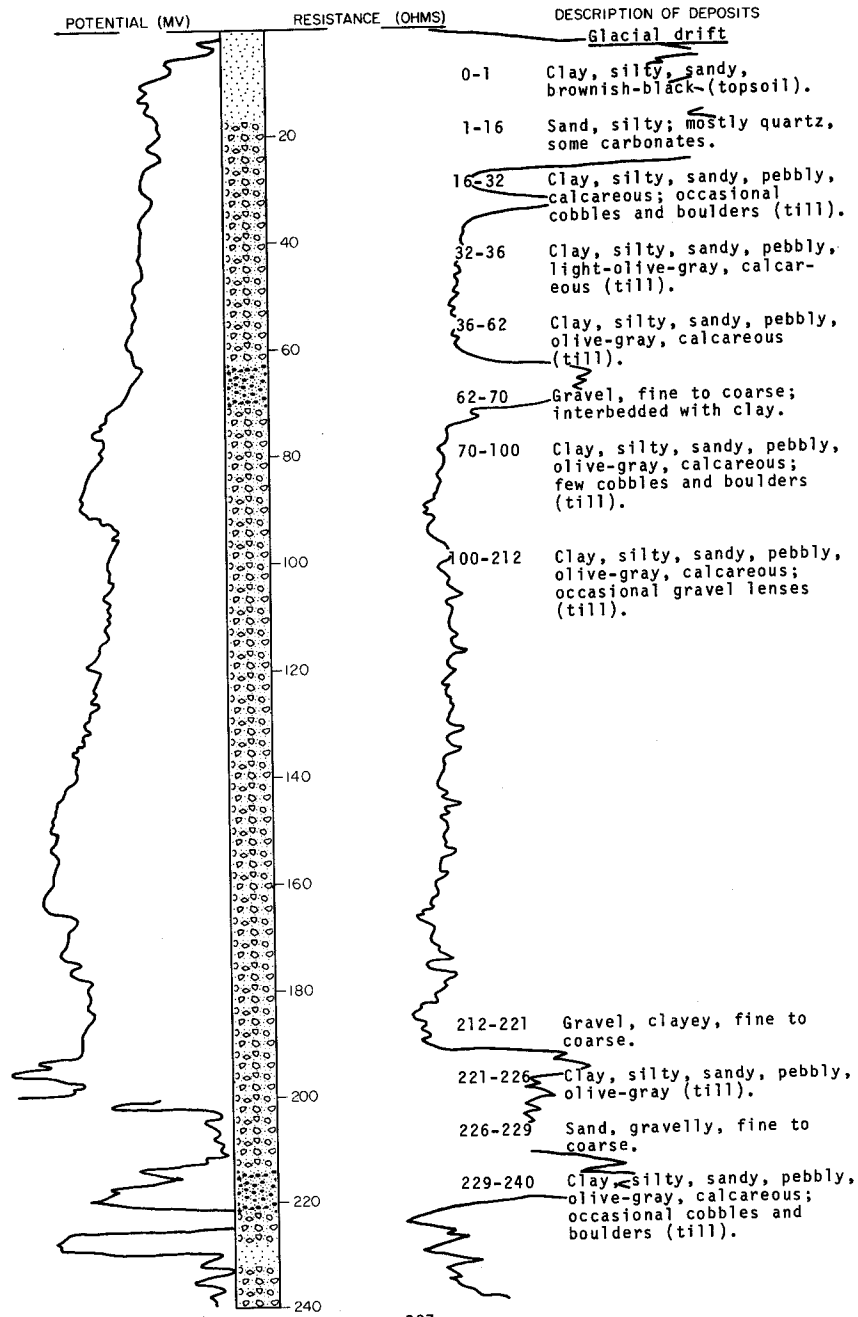 POTENTIAL (MV) RESISTANCE (OHMS) DESCRIPTION OF DEPOSITS
Glacial drift
0-1 Clay, silty, sandy,
brownish-black (topsoil).
1-16 Sand, silty; mostly quartz,
some carbonates.
16-32 Clay, silty, sandy, pebbly,
calcareous; occasional
cobbles and boulders (till).
32-36 Clay, silty, sandy, pebbly,
light-olive-gray, calcar-
eous (till).
36-62 Clay, silty, sandy, pebbly,
olive-gray, calcareous
(till).
62-70 Gravel, fine to coarse;
interbedded with clay.
70-100 Clay, silty, sandy, pebbly,
olive-gray, calcareous;
few cobbles and boulders
(till).
100-212 Clay, silty, sandy, pebbly,
olive-gray, calcareous;
occasional gravel lenses
(till).
212-221 Gravel, clayey, fine to
coarse.
221-226 Clay, silty, sandy, pebbly,
olive-gray (till).
226-229 Sand, gravelly, fine to
coarse.
229-240 Clay, silty, sandy, pebbly,
olive-gray, calcareous;
occasional cobbles and
boulders (till).
20
40
60
80
100
120
140
160
180
200
220
240